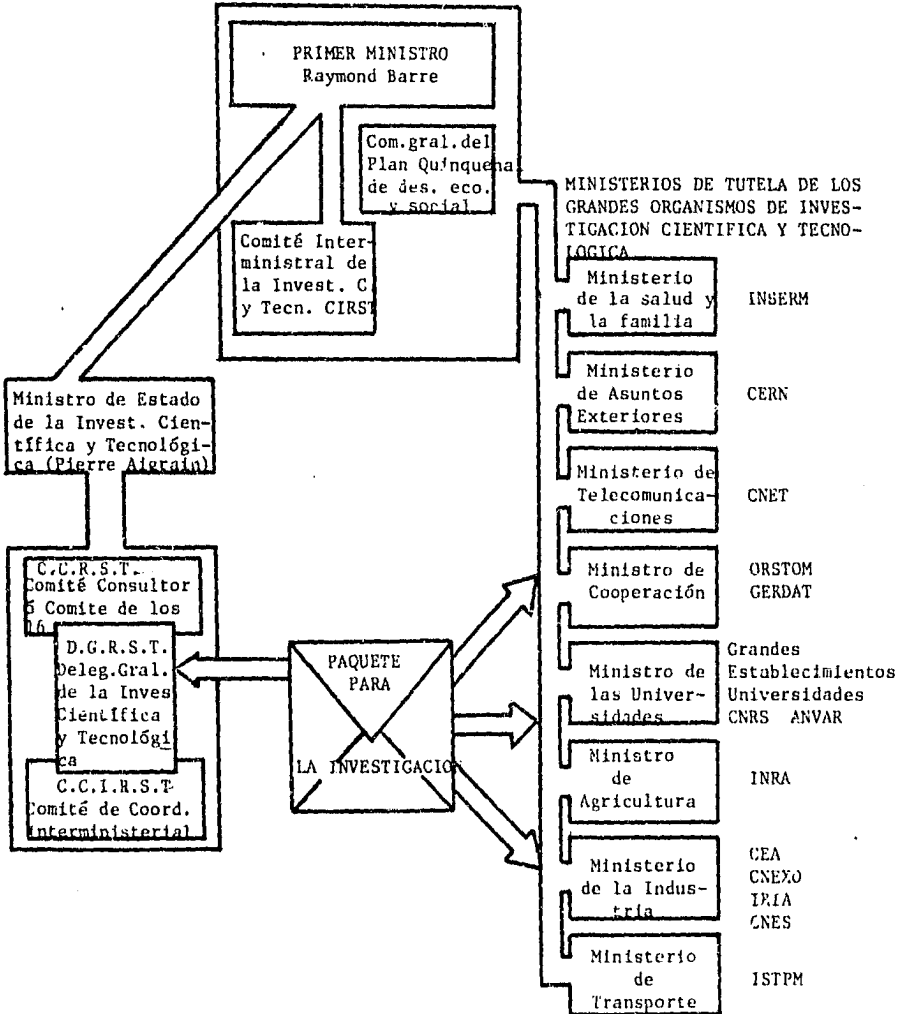 PRIMER MINISTRO
Raymond Barre
Com.gral.del
Plan Quinquenal
de des. eco.
y social
Comité Inter-
ministral de
la Invest. C
y Tecn. CIRST
MINISTERIOS DE TUTELA DE LOS
GRANDES ORGANISMOS DE INVES-
TIGACION CIENTIFICA Y TECNO-
LOGICA
Ministerio
de la salud y
la familia
INSERM
Ministerio
de Asuntos
Exteriores
CERN
Ministerio de
Telecomunica-
ciones
CNET
Ministro de
Cooperación
ORSTOM
GERDAT
Ministro de
las Univer-
sidades
Grandes
Establecimientos
Universidades
CNRS ANVAR
Ministro
de
Agricultura
INRA
Ministerio
de la Indus-
tria
CEA
CNEXO
IRIA
CNES
Ministerio
de
Transporte
ISTPM
Ministro de Estado
de la Invest. Cien-
tífica y Tecnológi-
ca (Pierre Aigrain)
C.C.R.S.T.
Comité Consultor
ó Comite de los
16
D.G.R.S.T.
Deleg.Gral.
de la Inves
Científica
y Tecnológi
ca
C.C.I.R.S.T
Comité de Coord.
Interministerial
PAQUETE
PARA
LA INVESTIGACION